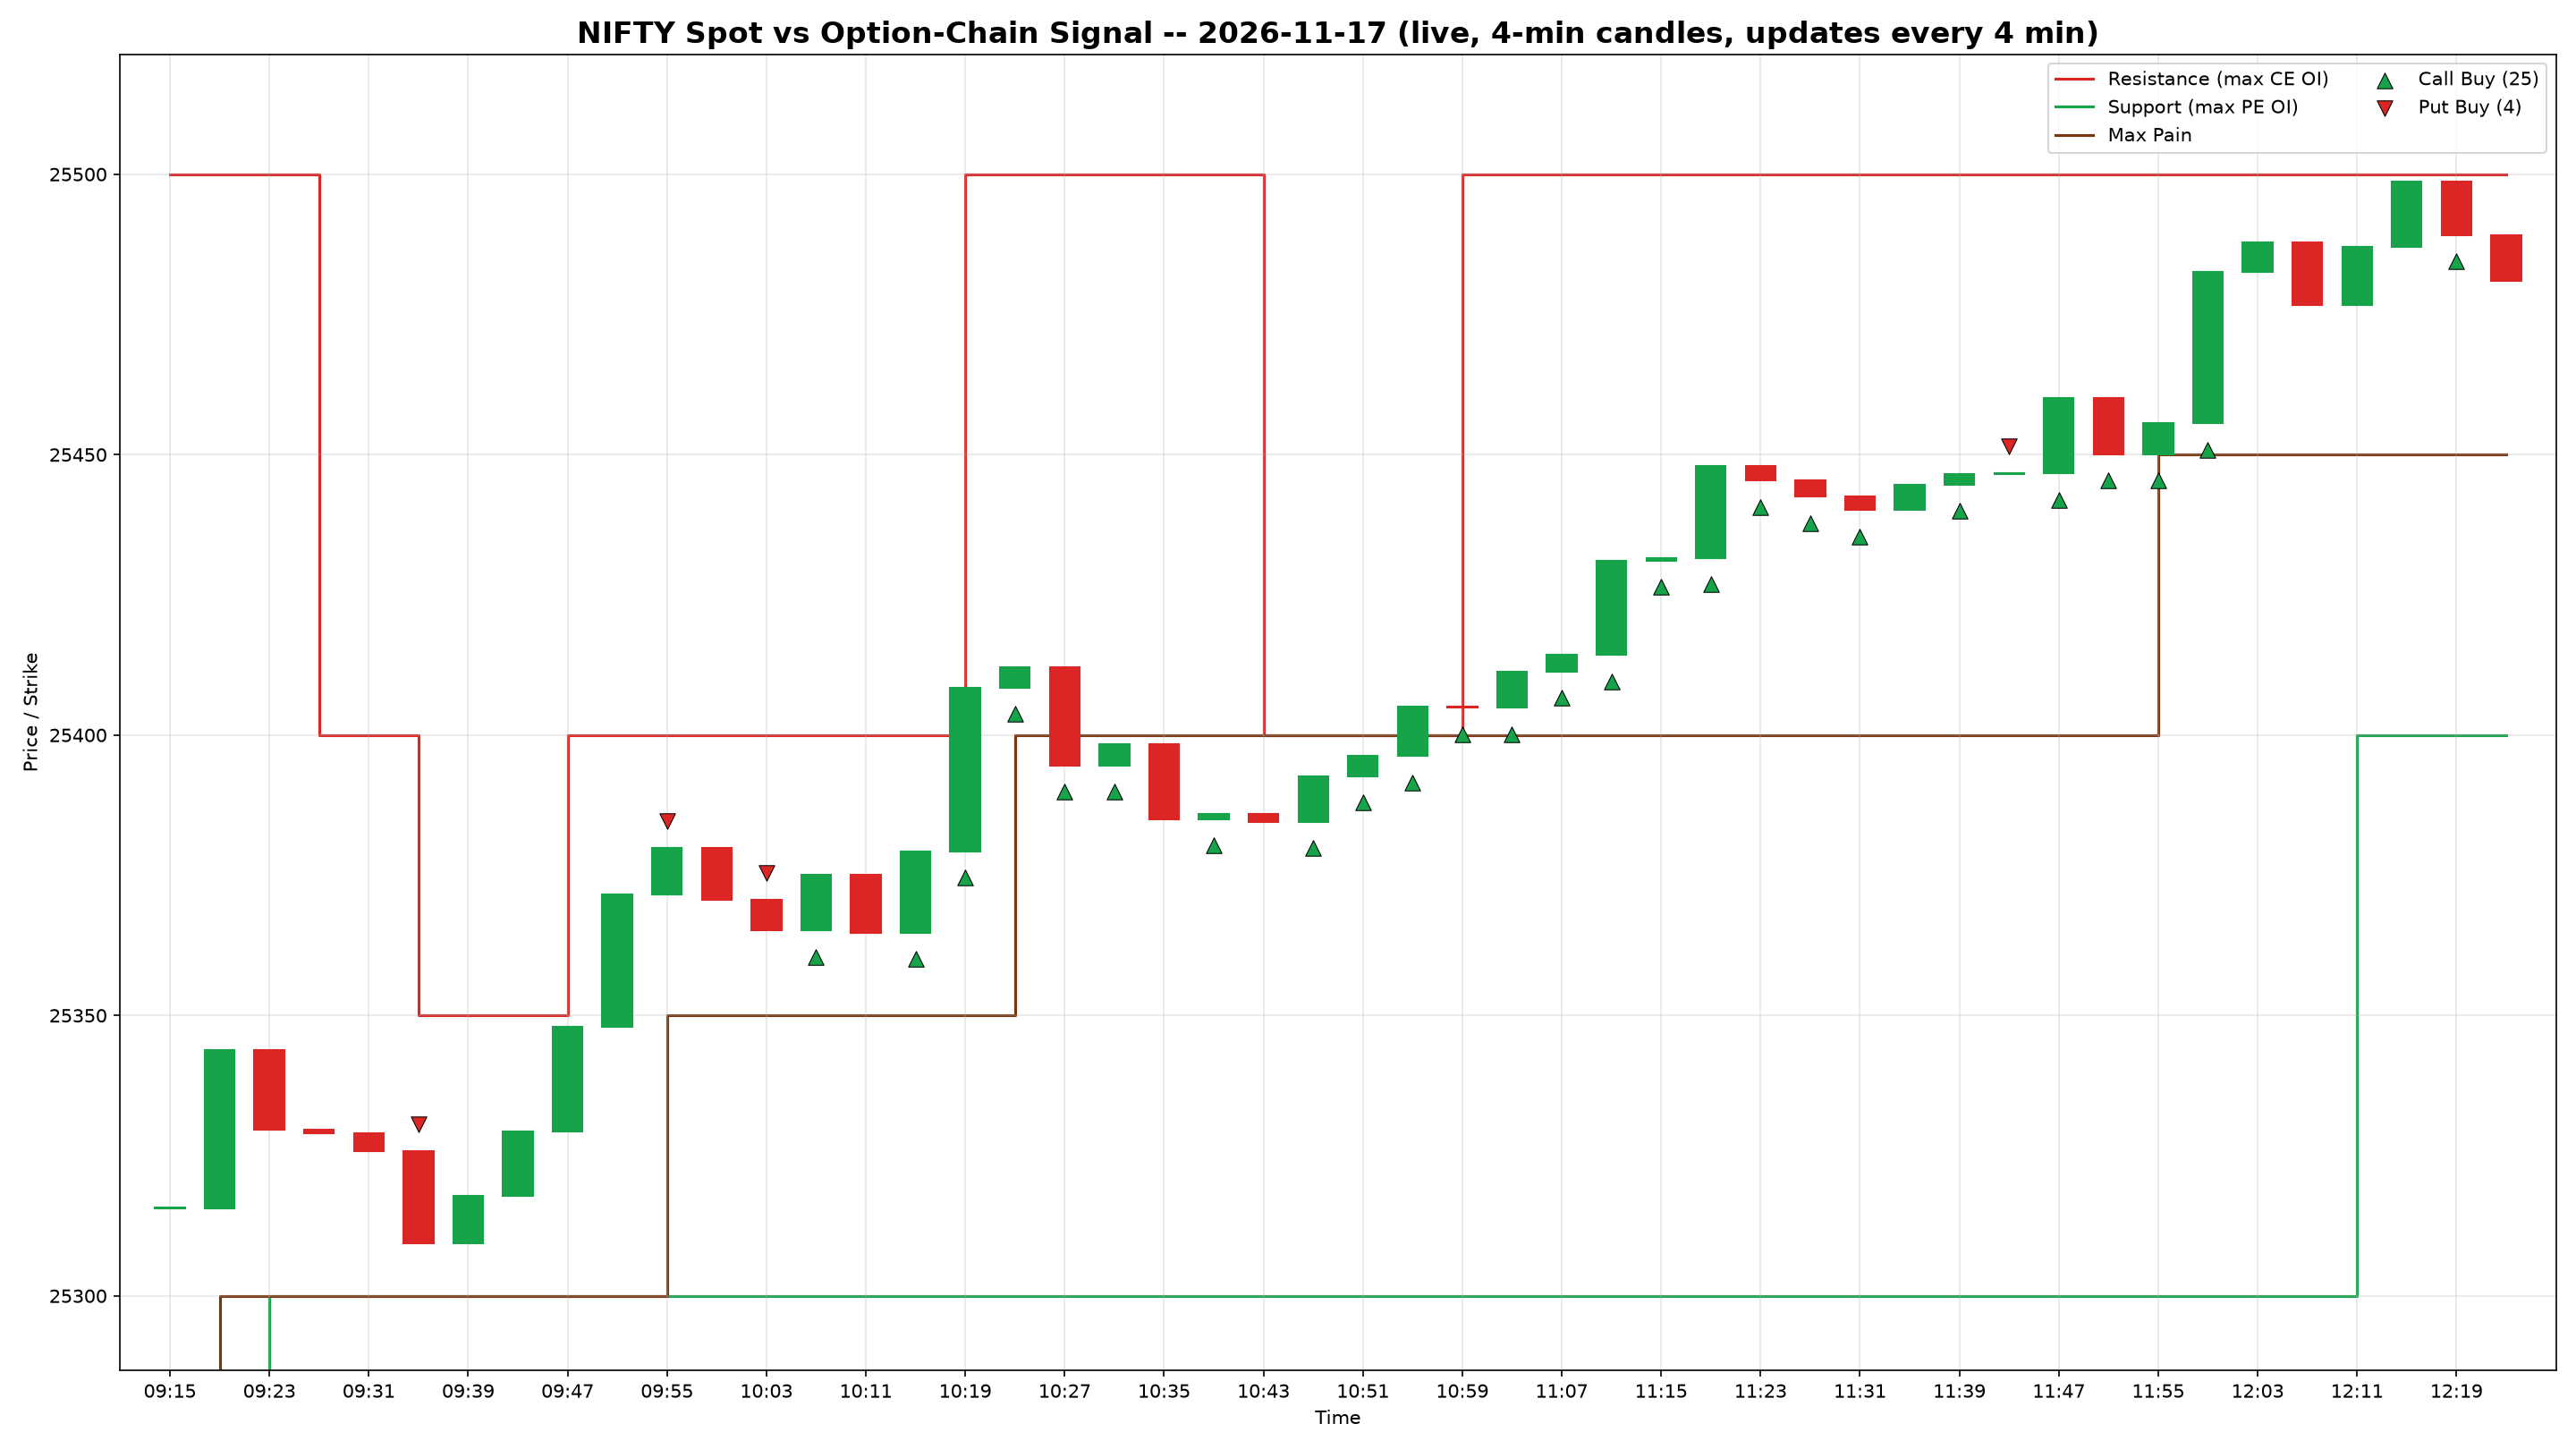 NIFTY Spot vs Option-Chain Signal -- 2026-11-17 (live, 4-min candles, updates every 4 min)
Resistance (max CE OI)
Support (max PE OI)
Max Pain
Call Buy (25)
Put Buy (4)
Price / Strike
25500
25450
25400
25350
25300
09:15 09:23 09:31 09:39 09:47 09:55 10:03 10:11 10:19 10:27 10:35 10:43 10:51 10:59 11:07 11:15 11:23 11:31 11:39 11:47 11:55 12:03 12:11 12:19
Time